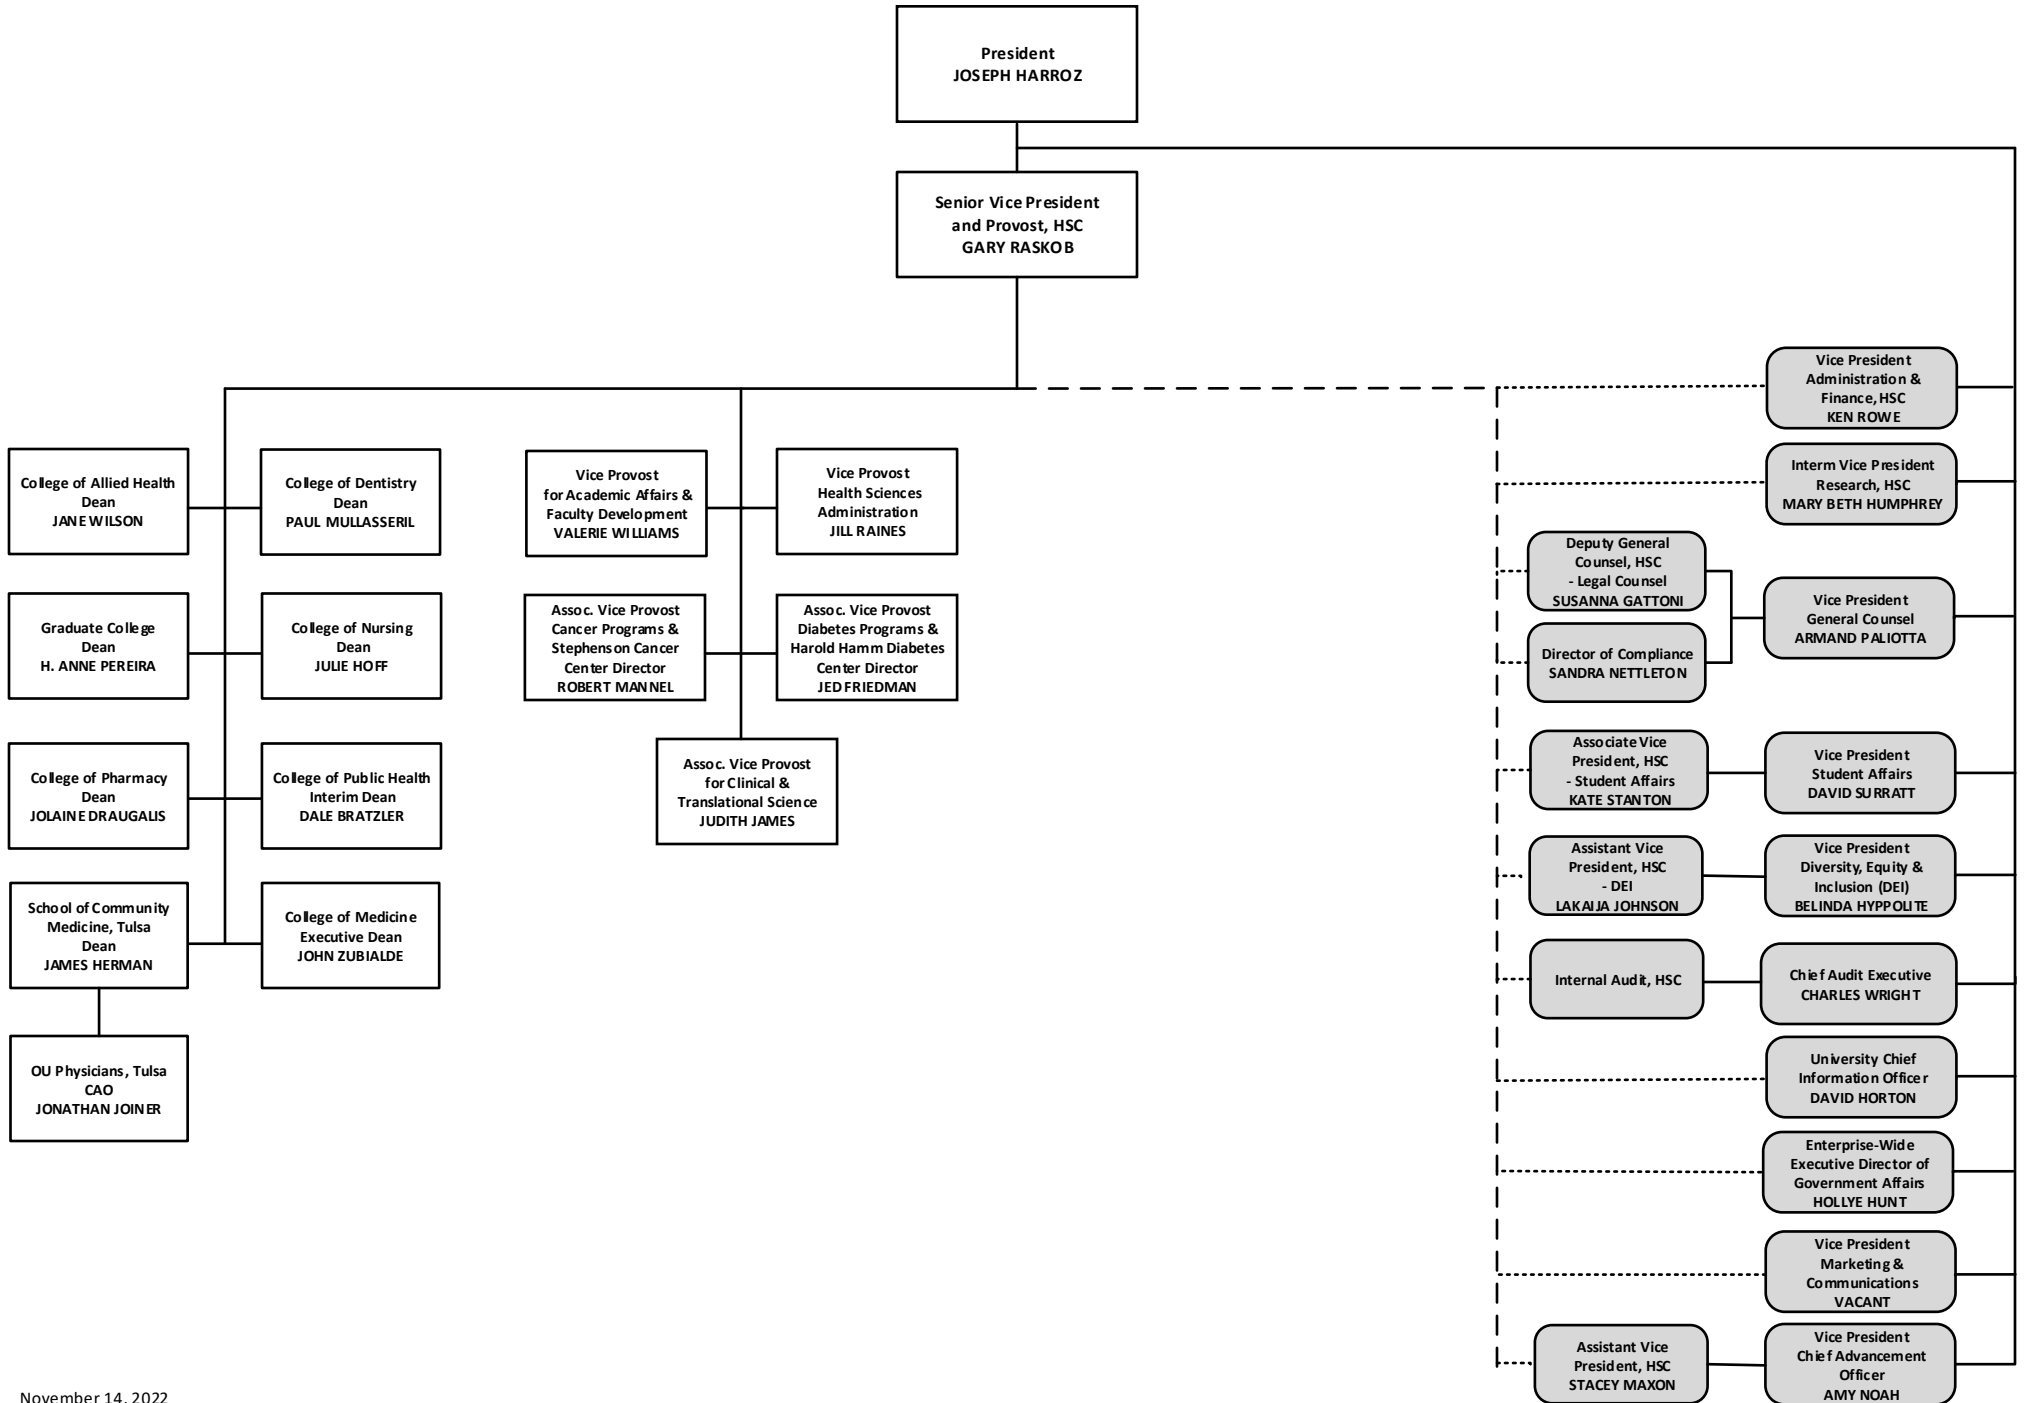 President
JOSEPH HARROZ
Senior Vice President
and Provost, HSC
GARY RASKOB
College of Allied Health
Dean
JANE WILSON
College of Dentistry
Dean
PAUL MULLASSERIL
Graduate College
Dean
H. ANNE PEREIRA
College of Nursing
Dean
JULIE HOFF
College of Pharmacy
Dean
JOLAINE DRAUGALIS
College of Public Health
Interim Dean
DALE BRATZLER
School of Community
Medicine, Tulsa
Dean
JAMES HERMAN
College of Medicine
Executive Dean
JOHN ZUBIALDE
OU Physicians, Tulsa
CAO
JONATHAN JOINER
Vice Provost
for Academic Affairs &
Faculty Development
VALERIE WILLIAMS
Vice Provost
Health Sciences
Administration
JILL RAINES
Assoc. Vice Provost
Cancer Programs &
Stephenson Cancer
Center Director
ROBERT MANNEL
Assoc. Vice Provost
Diabetes Programs &
Harold Hamm Diabetes
Center Director
JED FRIEDMAN
Assoc. Vice Provost
for Clinical &
Translational Science
JUDITH JAMES
Vice President
Administration &
Finance, HSC
KEN ROWE
Interm Vice President
Research, HSC
MARY BETH HUMPHREY
Deputy General
Counsel, HSC
- Legal Counsel
SUSANNA GATTONI
Director of Compliance
SANDRA NETTLETON
Vice President
General Counsel
ARMAND PALIOTTA
Associate Vice
President, HSC
- Student Affairs
KATE STANTON
Vice President
Student Affairs
DAVID SURRATT
Assistant Vice
President, HSC
- DEI
LAKAIJA JOHNSON
Vice President
Diversity, Equity &
Inclusion (DEI)
BELINDA HYPPOLITE
Internal Audit, HSC
Chief Audit Executive
CHARLES WRIGHT
University Chief
Information Officer
DAVID HORTON
Enterprise-Wide
Executive Director of
Government Affairs
HOLLYE HUNT
Vice President
Marketing &
Communications
VACANT
Assistant Vice
President, HSC
STACEY MAXON
Vice President
Chief Advancement
Officer
AMY NOAH
November 14, 2022